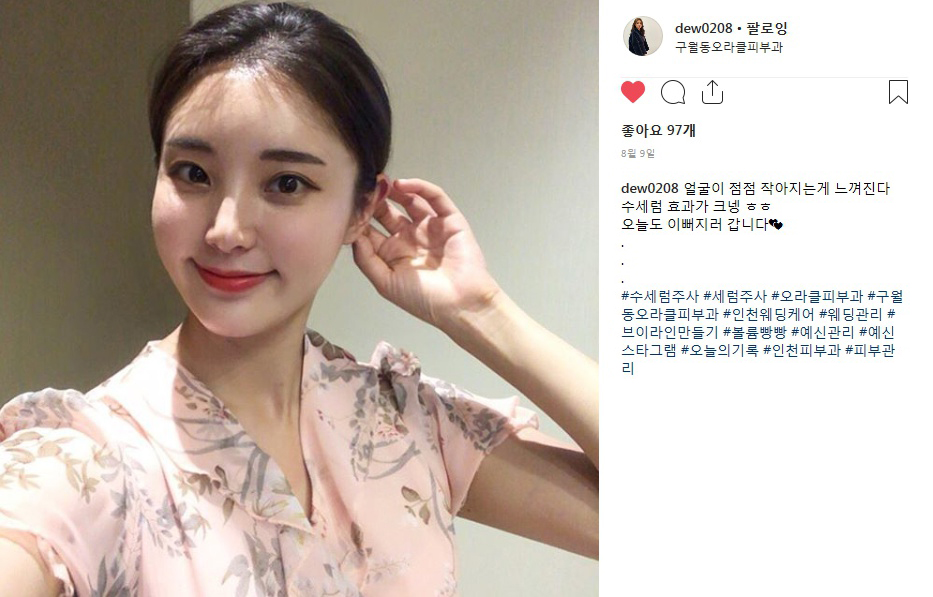 dew0208 • 팔로잉
구월동오라클피부과
좋아요 97개
8월 9일
dew0208 얼굴이 점점 작아지는게 느껴진다
수세럼 효과가 크넹 ㅎㅎ
오늘도 이뻐지러 갑니다💕
.
.
.
#수세럼주사 #세럼주사 #오라클피부과 #구월
동오라클피부과 #인천웨딩케어 #웨딩관리 #
브이라인만들기 #볼륨빵빵 #예신관리 #예신
스타그램 #오늘의기록 #인천피부과 #피부관
리